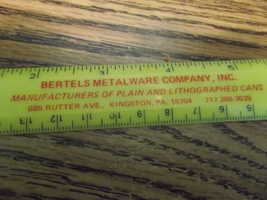 BERTELS METALWARE COMPANY, INC.
MANUFACTURERS OF PLAIN AND LITHOGRAPHED CANS
685 RUTTER AVE., KINGSTON, PA. 18704 717 288-3629